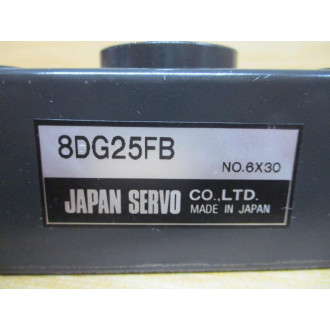 8DG25FB
NO.6X30
JAPAN SERVO CO.,LTD.
MADE IN JAPAN